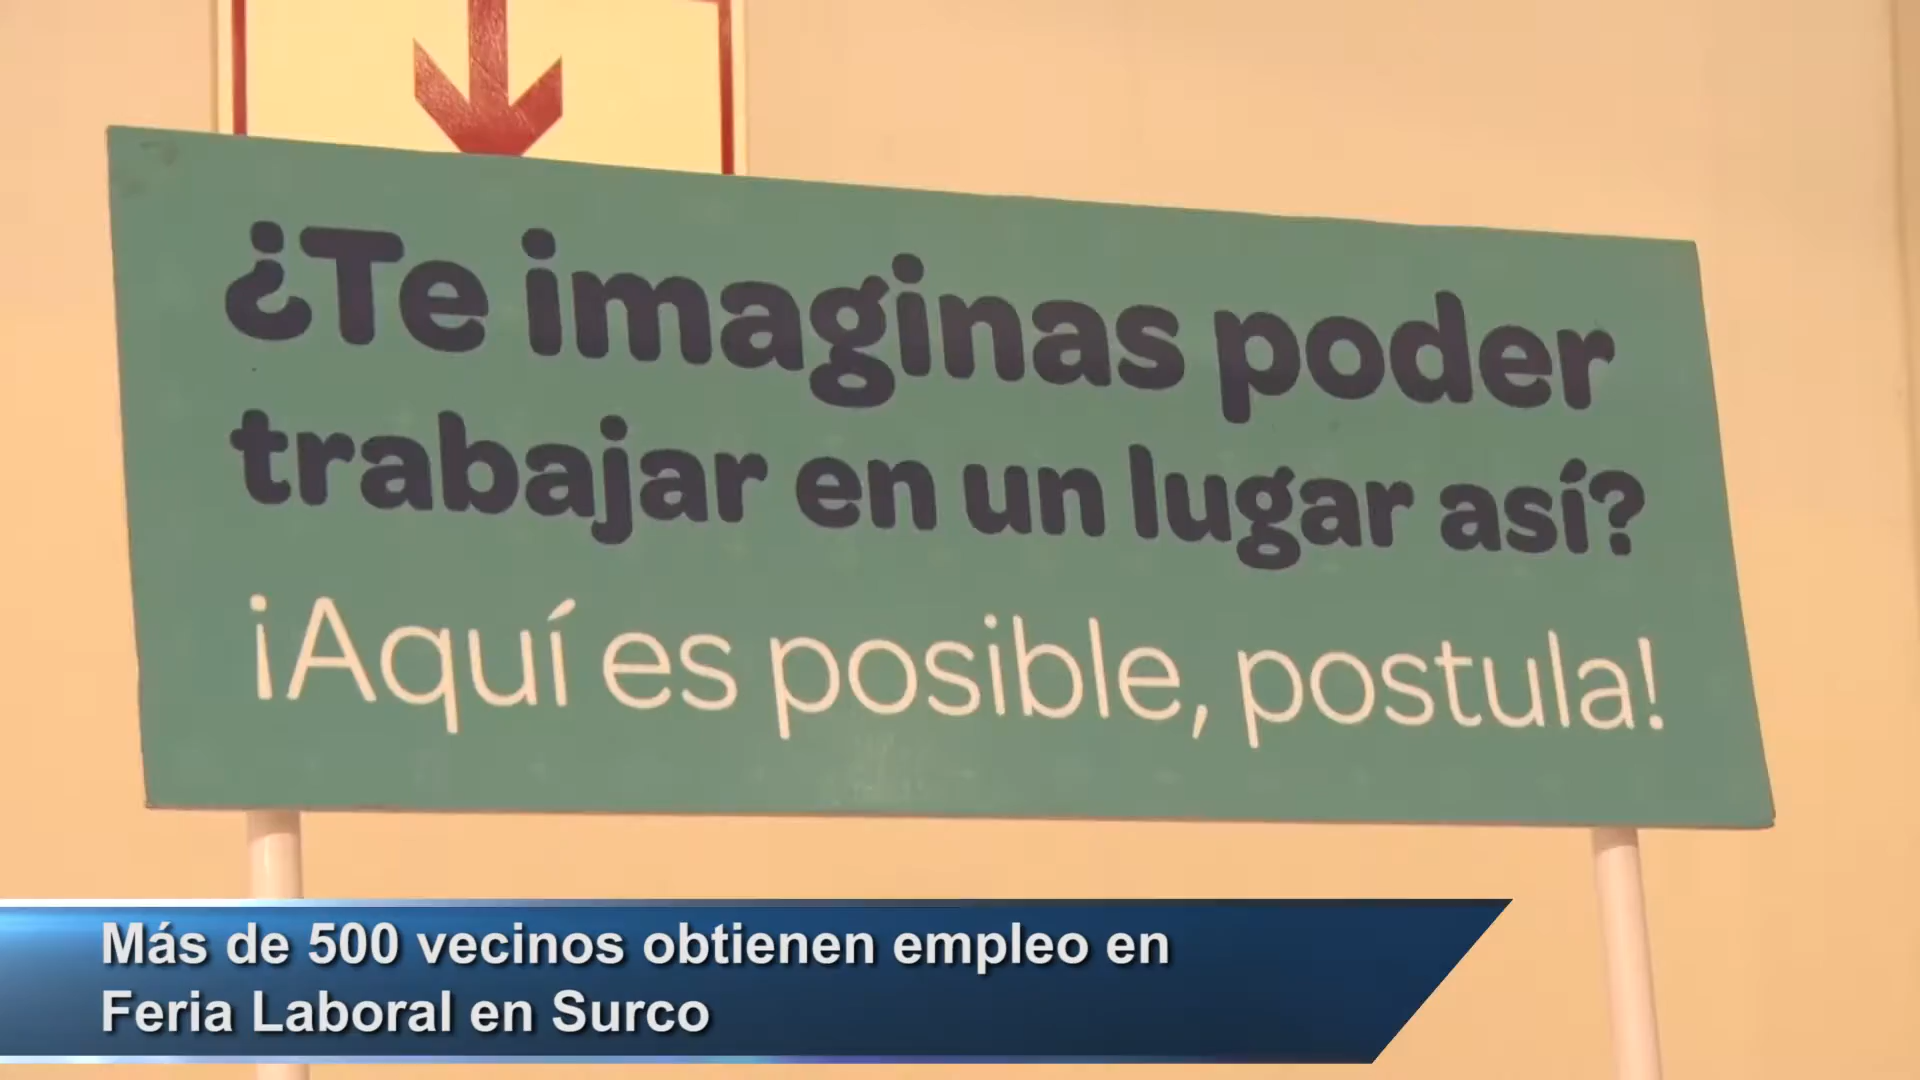 ¿Te imaginas poder
trabajar en un lugar así?
¡Aquí es posible, postula!
Más de 500 vecinos obtienen empleo en
Feria Laboral en Surco